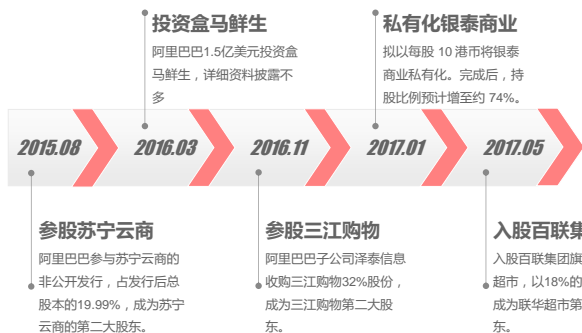 投资盒马鲜生
阿里巴巴1.5亿美元投资盒
马鲜生，详细资料披露不
多
私有化银泰商业
拟以每股 10 港币将银泰
商业私有化。完成后，持
股比例预计增至约 74%。
2015.08
2016.03
2016.11
2017.01
2017.05
参股苏宁云商
阿里巴巴参与苏宁云商的
非公开发行，占发行后总
股本的19.99%，成为苏宁
云商的第二大股东。
参股三江购物
阿里巴巴子公司泽泰信息
收购三江购物32%股份，
成为三江购物第二大股
东。
入股百联集
入股百联集团旗
超市，以18%的
成为联华超市第
东。